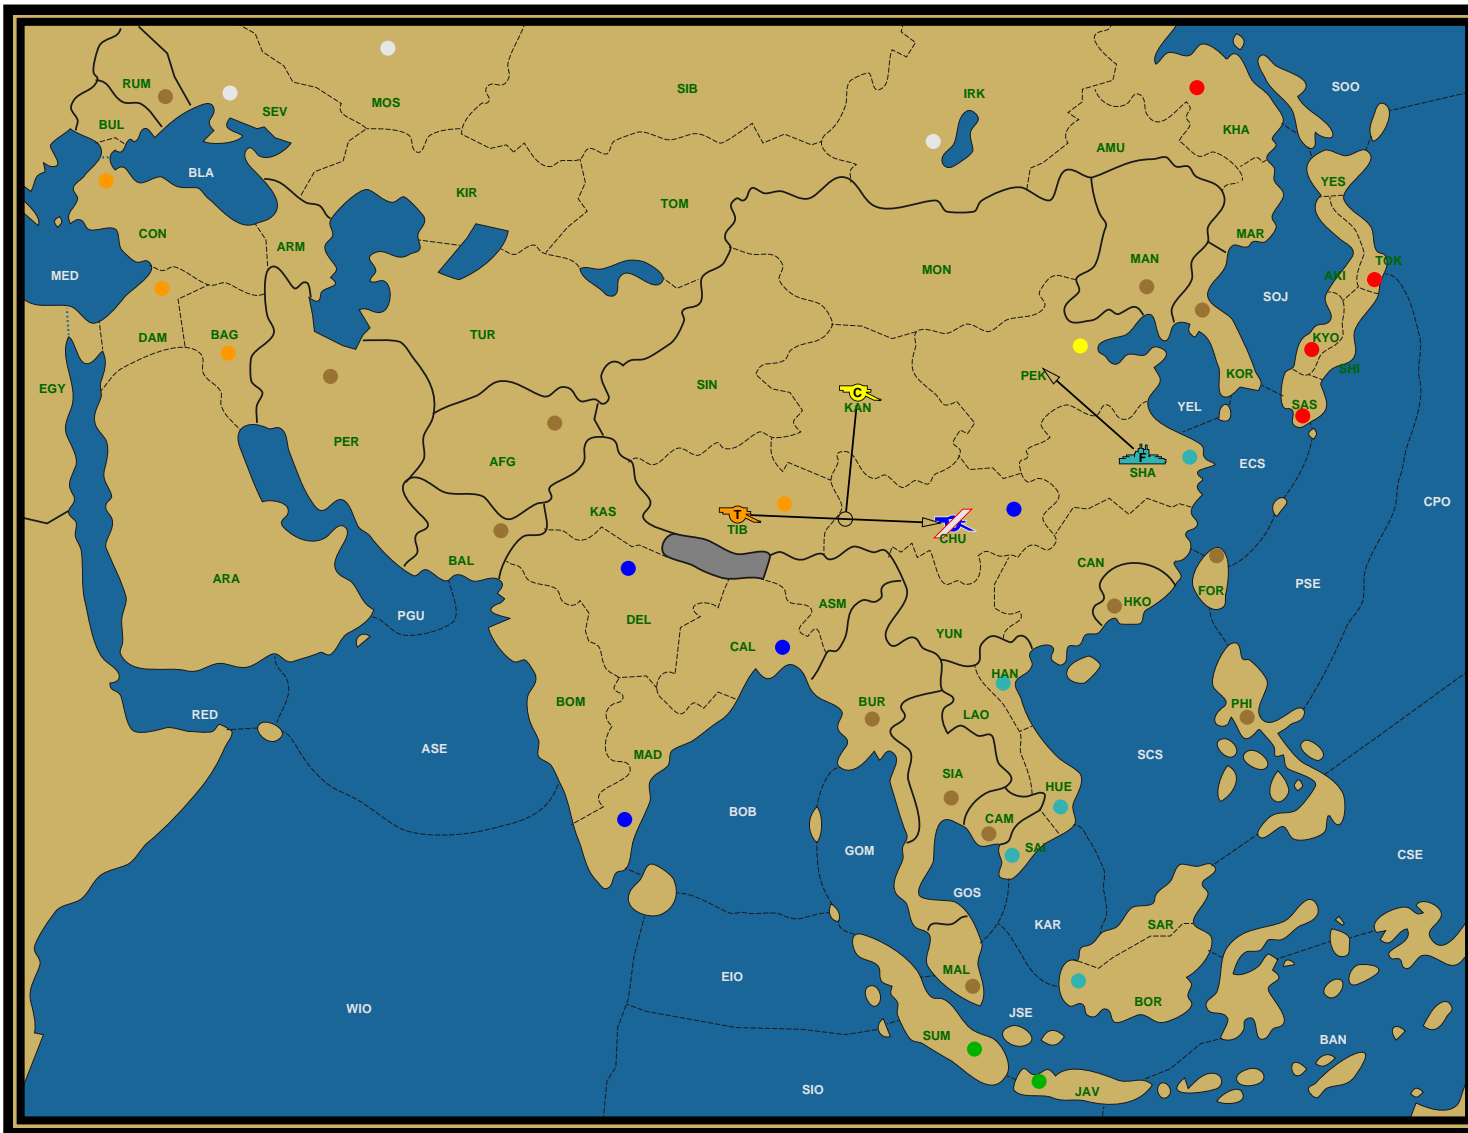 RUM
SEV
MOS
SIB
IRK
SOO
BUL
AMU
KHA
BLA
KIR
TOM
YES
CON
ARM
MAR
MED
MON
MAN
AKI
TOK
SOJ
DAM
BAG
TUR
KYO
SHI
EGY
SIN
PEK
KOR
C
KAN
YEL
SAS
PER
AFG
F
SHA
ECS
KAS
T
TIB
CHU
CPO
BAL
CAN
ARA
PGU
DEL
ASM
HKO
FOR
PSE
CAL
YUN
HAN
RED
BOM
BUR
LAO
PHI
ASE
MAD
SCS
SIA
HUE
BOB
CAM
GOM
SAI
CSE
GOS
KAR
SAR
EIO
MAL
WIO
JSE
BOR
SUM
BAN
SIO
JAV